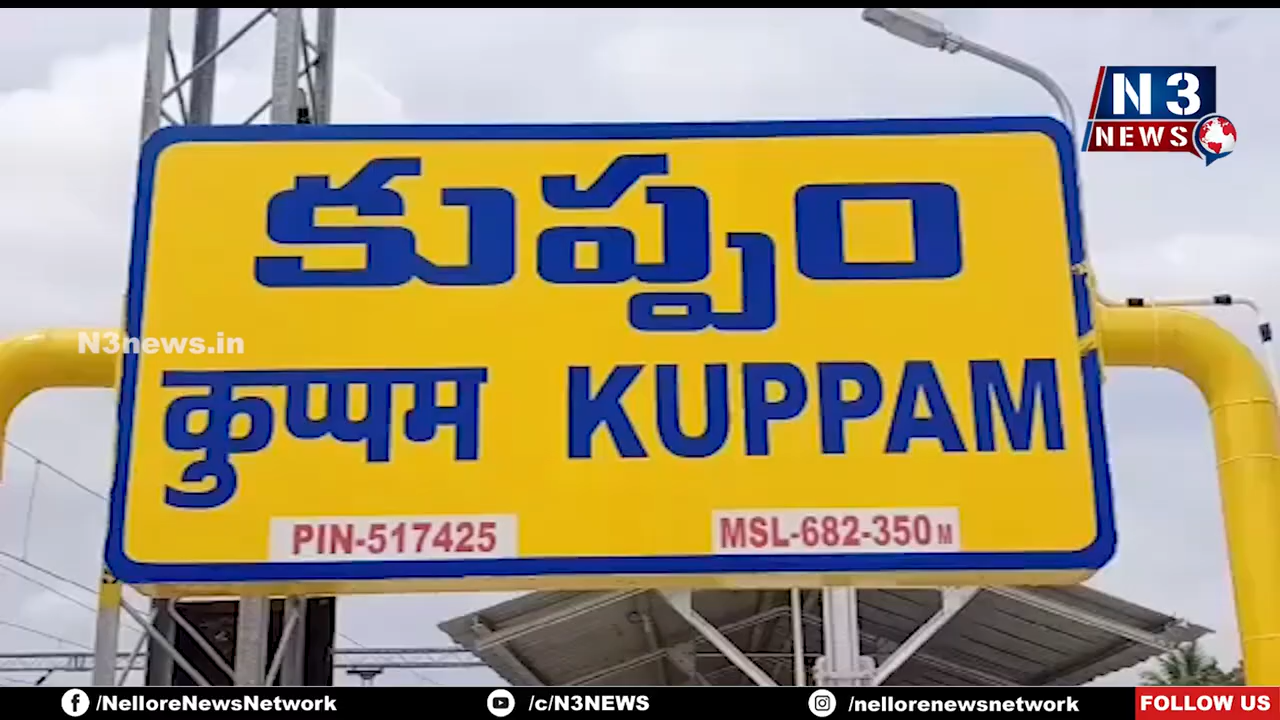 N3
NEWS
కుప్పం
N3news.in
कुप्पम KUPPAM
PIN-517425 MSL-682-350 M
/NelloreNewsNetwork /c/N3NEWS /nellorenewsnetwork FOLLOW US